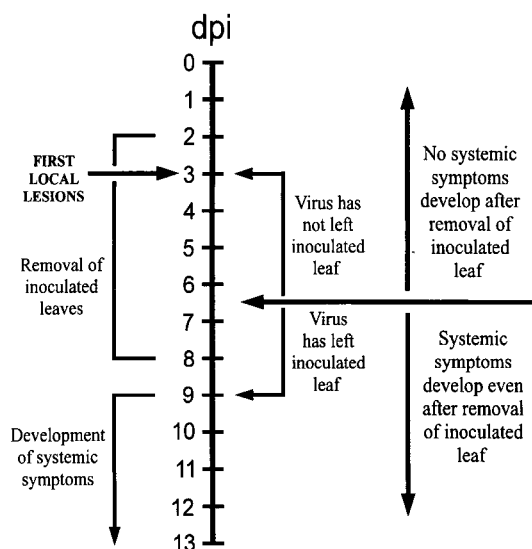 dpi
0
1
2
3
4
5
6
7
8
9
10
11
12
13
FIRST
LOCAL
LESIONS
Removal of
inoculated
leaves
Development
of systemic
symptoms
Virus has
not left
inoculated
leaf
Virus
has left
inoculated
leaf
No systemic
symptoms
develop after
removal of
inoculated
leaf
Systemic
symptoms
develop even
after removal
of inoculated
leaf